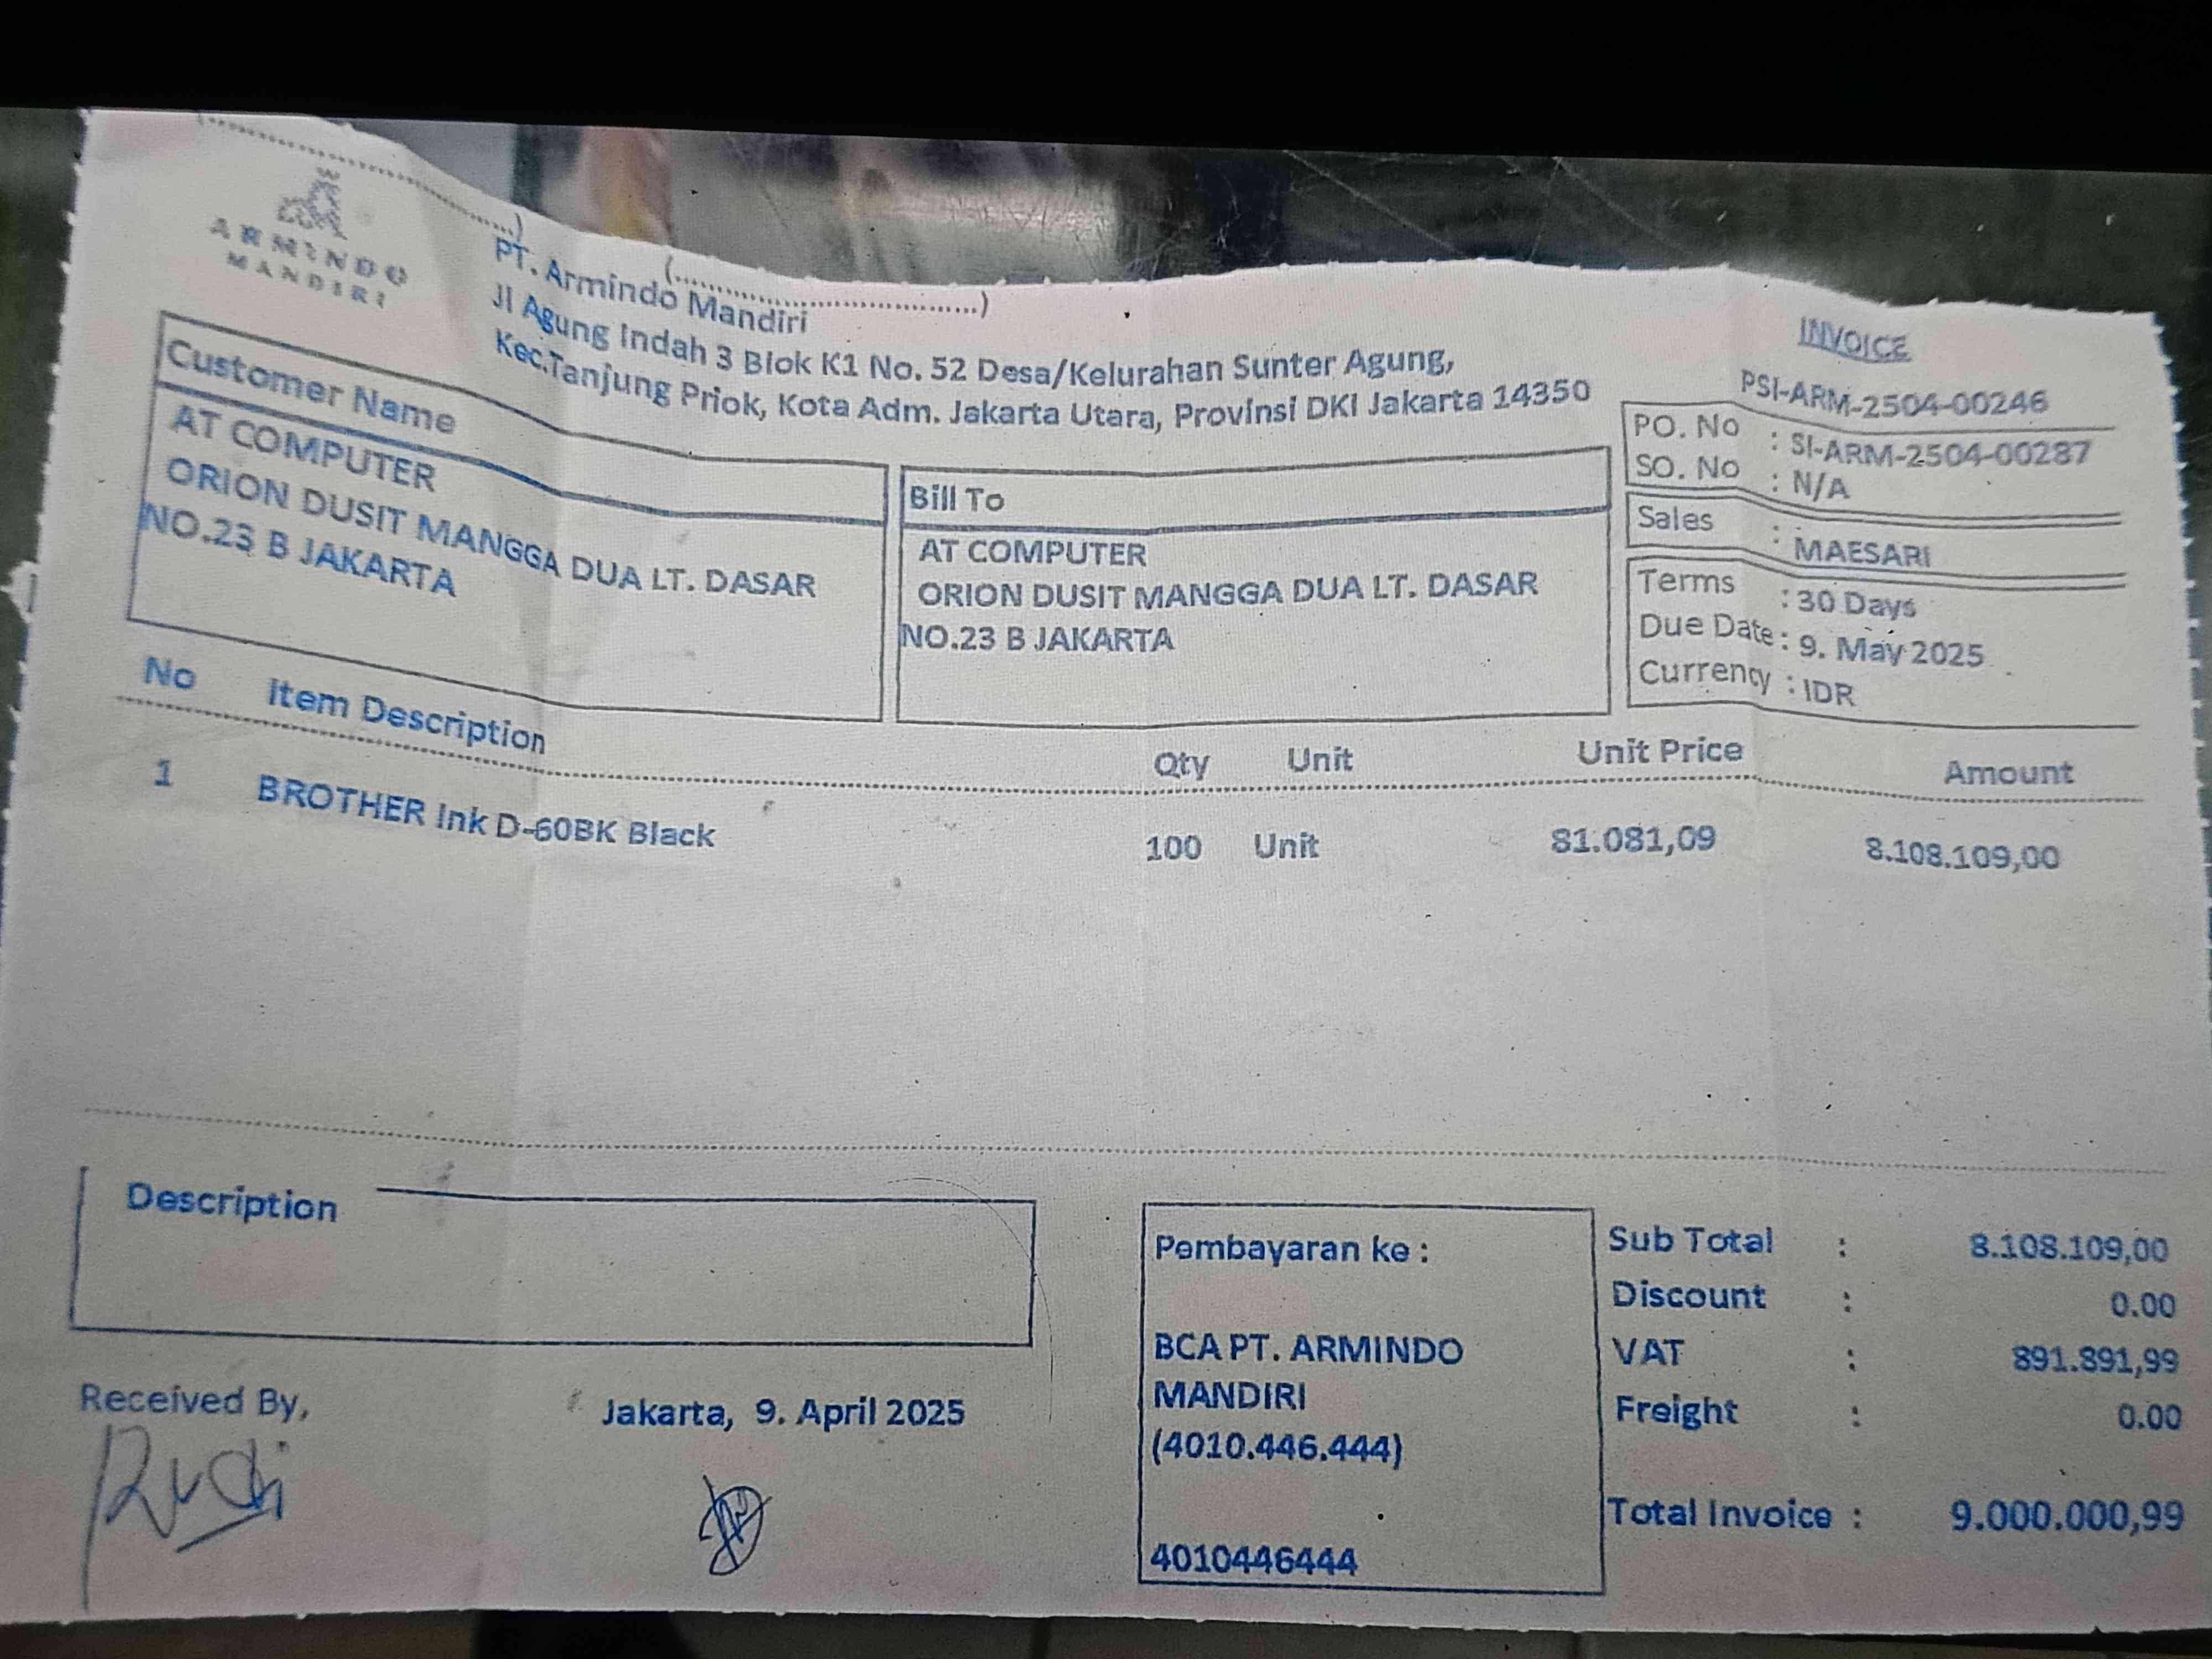 ARMINDO
MANDIRI
PT. Armindo Mandiri
Jl Agung Indah 3 Blok K1 No. 52 Desa/Kelurahan Sunter Agung,
Kec.Tanjung Priok, Kota Adm. Jakarta Utara, Provinsi DKI Jakarta 14350
INVOICE
PSI-ARM-2504-00246
PO. No : SI-ARM-2504-00287
SO. No : N/A
Sales : MAESARI
Terms : 30 Days
Due Date : 9. May 2025
Currency : IDR
Customer Name
AT COMPUTER
ORION DUSIT MANGGA DUA LT. DASAR
NO.23 B JAKARTA
Bill To
AT COMPUTER
ORION DUSIT MANGGA DUA LT. DASAR
NO.23 B JAKARTA
No Item Description Qty Unit Unit Price Amount
1 BROTHER Ink D-60BK Black 100 Unit 81.081,09 8.108.109,00
Description
Received By,
Rudi
Jakarta, 9. April 2025
Pembayaran ke :
BCA PT. ARMINDO
MANDIRI
(4010.446.444)
4010446444
Sub Total : 8.108.109,00
Discount : 0.00
VAT : 891.891,99
Freight : 0.00
Total Invoice : 9.000.000,99